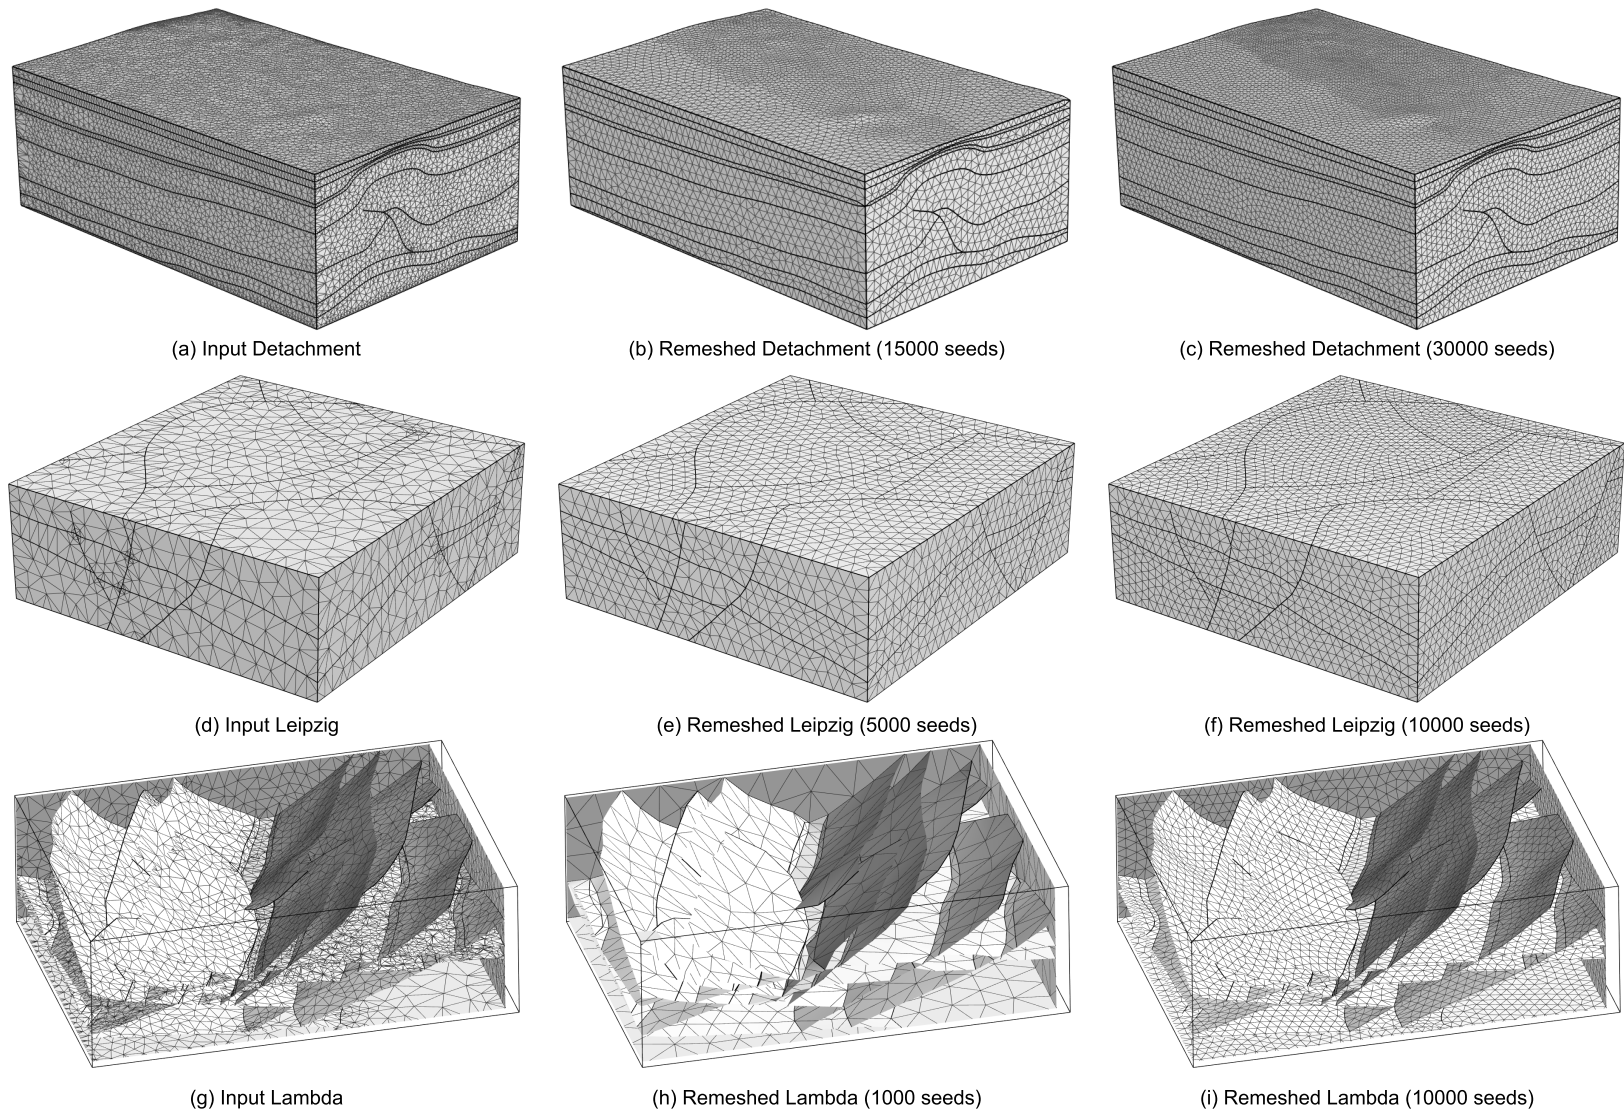 (a) Input Detachment
(b) Remeshed Detachment (15000 seeds)
(c) Remeshed Detachment (30000 seeds)
(d) Input Leipzig
(e) Remeshed Leipzig (5000 seeds)
(f) Remeshed Leipzig (10000 seeds)
(g) Input Lambda
(h) Remeshed Lambda (1000 seeds)
(i) Remeshed Lambda (10000 seeds)